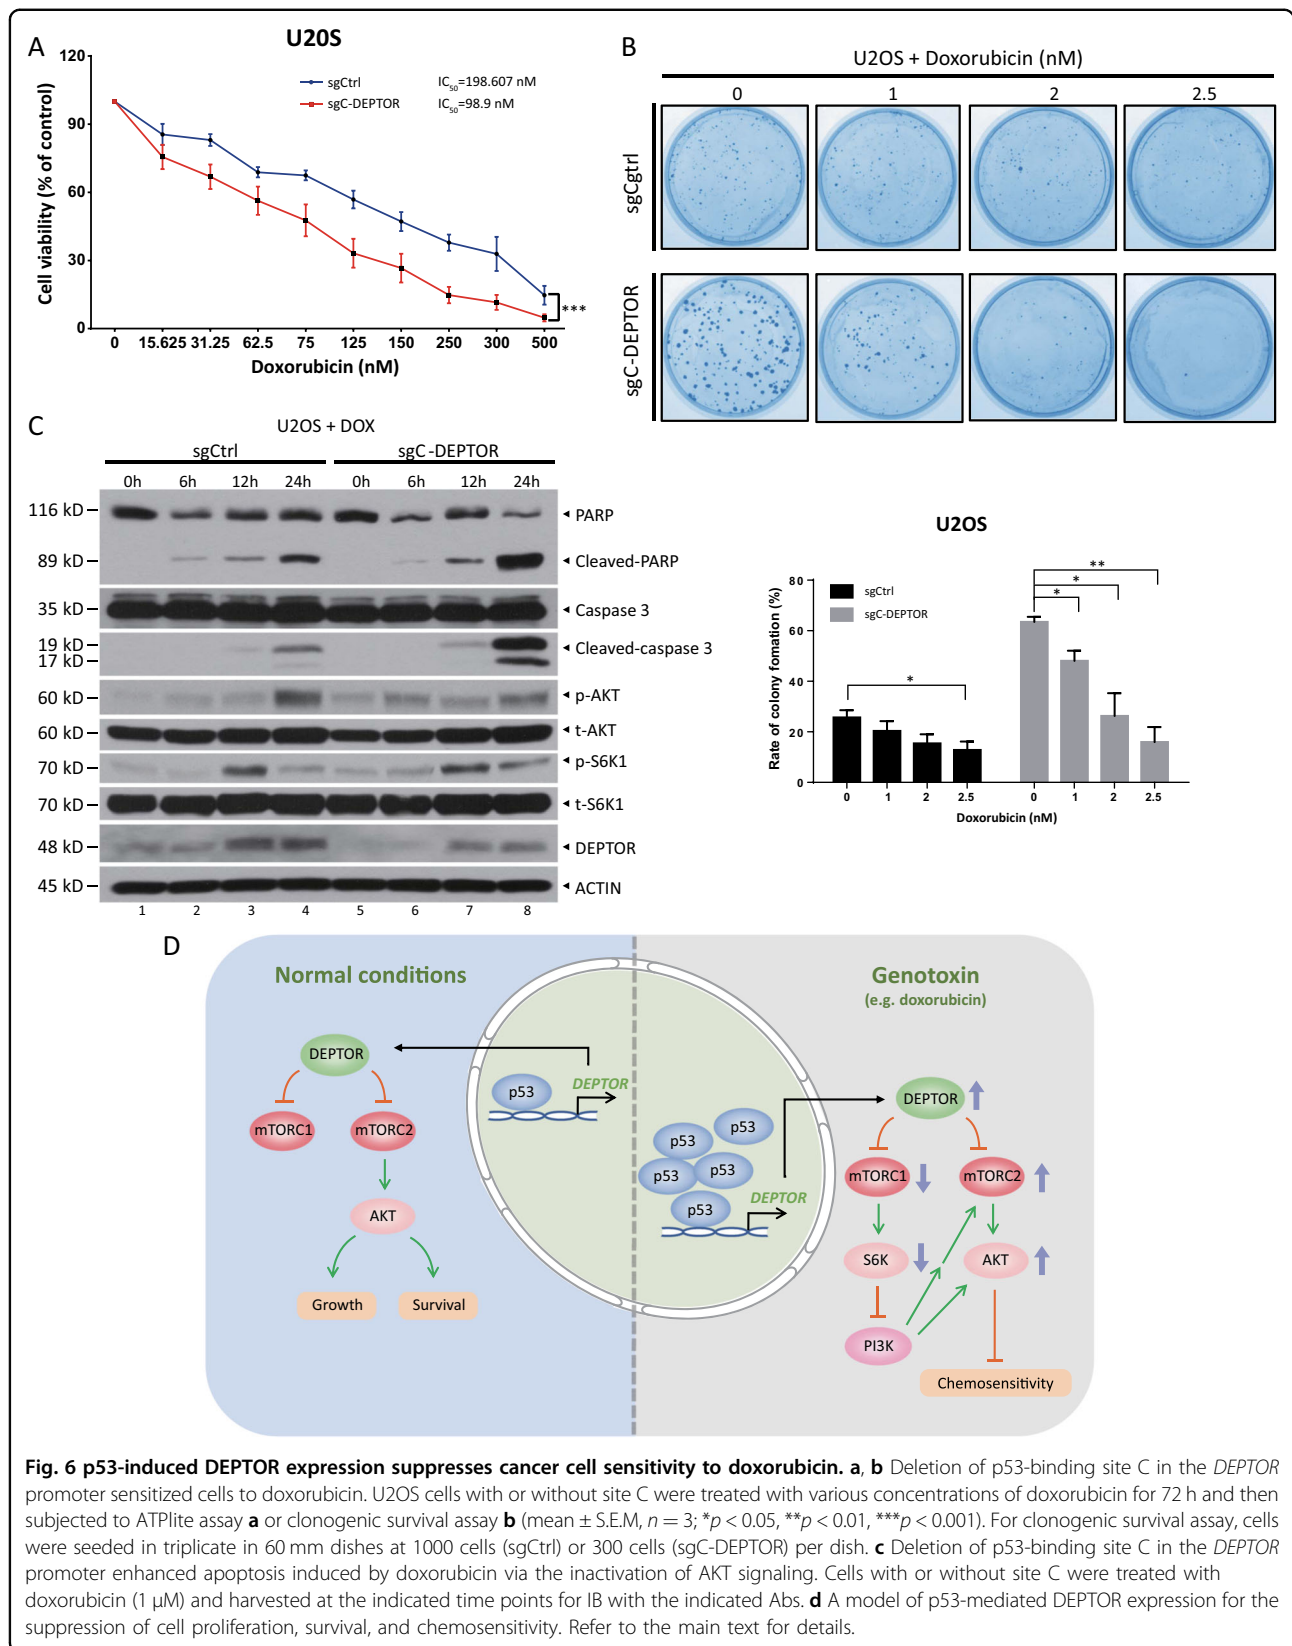 A
U20S
120
90
60
30
0
Cell viability (% of control)
sgCtrl IC50=198.607 nM
sgC-DEPTOR IC50=98.9 nM
***
0 15.625 31.25 62.5 75 125 150 250 300 500
Doxorubicin (nM)
B
U2OS + Doxorubicin (nM)
0 1 2 2.5
sgCgtrl
sgC-DEPTOR
U2OS
Rate of colony fomation (%)
80
60
40
20
0
sgCtrl
sgC-DEPTOR
*
*
*
**
0 1 2 2.5 0 1 2 2.5
Doxorubicin (nM)
C
U2OS + DOX
sgCtrl sgC-DEPTOR
0h 6h 12h 24h 0h 6h 12h 24h
116 kD PARP
89 kD Cleaved-PARP
35 kD Caspase 3
19 kD Cleaved-caspase 3
17 kD
60 kD p-AKT
60 kD t-AKT
70 kD p-S6K1
70 kD t-S6K1
48 kD DEPTOR
45 kD ACTIN
1 2 3 4 5 6 7 8
D
Normal conditions
DEPTOR
mTORC1 mTORC2
AKT
Growth Survival
p53
DEPTOR
Genotoxin
(e.g. doxorubicin)
p53
p53
p53 p53
p53
DEPTOR
DEPTOR
mTORC1 mTORC2
S6K AKT
PI3K
Chemosensitivity
Fig. 6 p53-induced DEPTOR expression suppresses cancer cell sensitivity to doxorubicin. a, b Deletion of p53-binding site C in the DEPTOR
promoter sensitized cells to doxorubicin. U2OS cells with or without site C were treated with various concentrations of doxorubicin for 72 h and then
subjected to ATPlite assay a or clonogenic survival assay b (mean ± S.E.M, n = 3; *p < 0.05, **p < 0.01, ***p < 0.001). For clonogenic survival assay, cells
were seeded in triplicate in 60 mm dishes at 1000 cells (sgCtrl) or 300 cells (sgC-DEPTOR) per dish. c Deletion of p53-binding site C in the DEPTOR
promoter enhanced apoptosis induced by doxorubicin via the inactivation of AKT signaling. Cells with or without site C were treated with
doxorubicin (1 μM) and harvested at the indicated time points for IB with the indicated Abs. d A model of p53-mediated DEPTOR expression for the
suppression of cell proliferation, survival, and chemosensitivity. Refer to the main text for details.